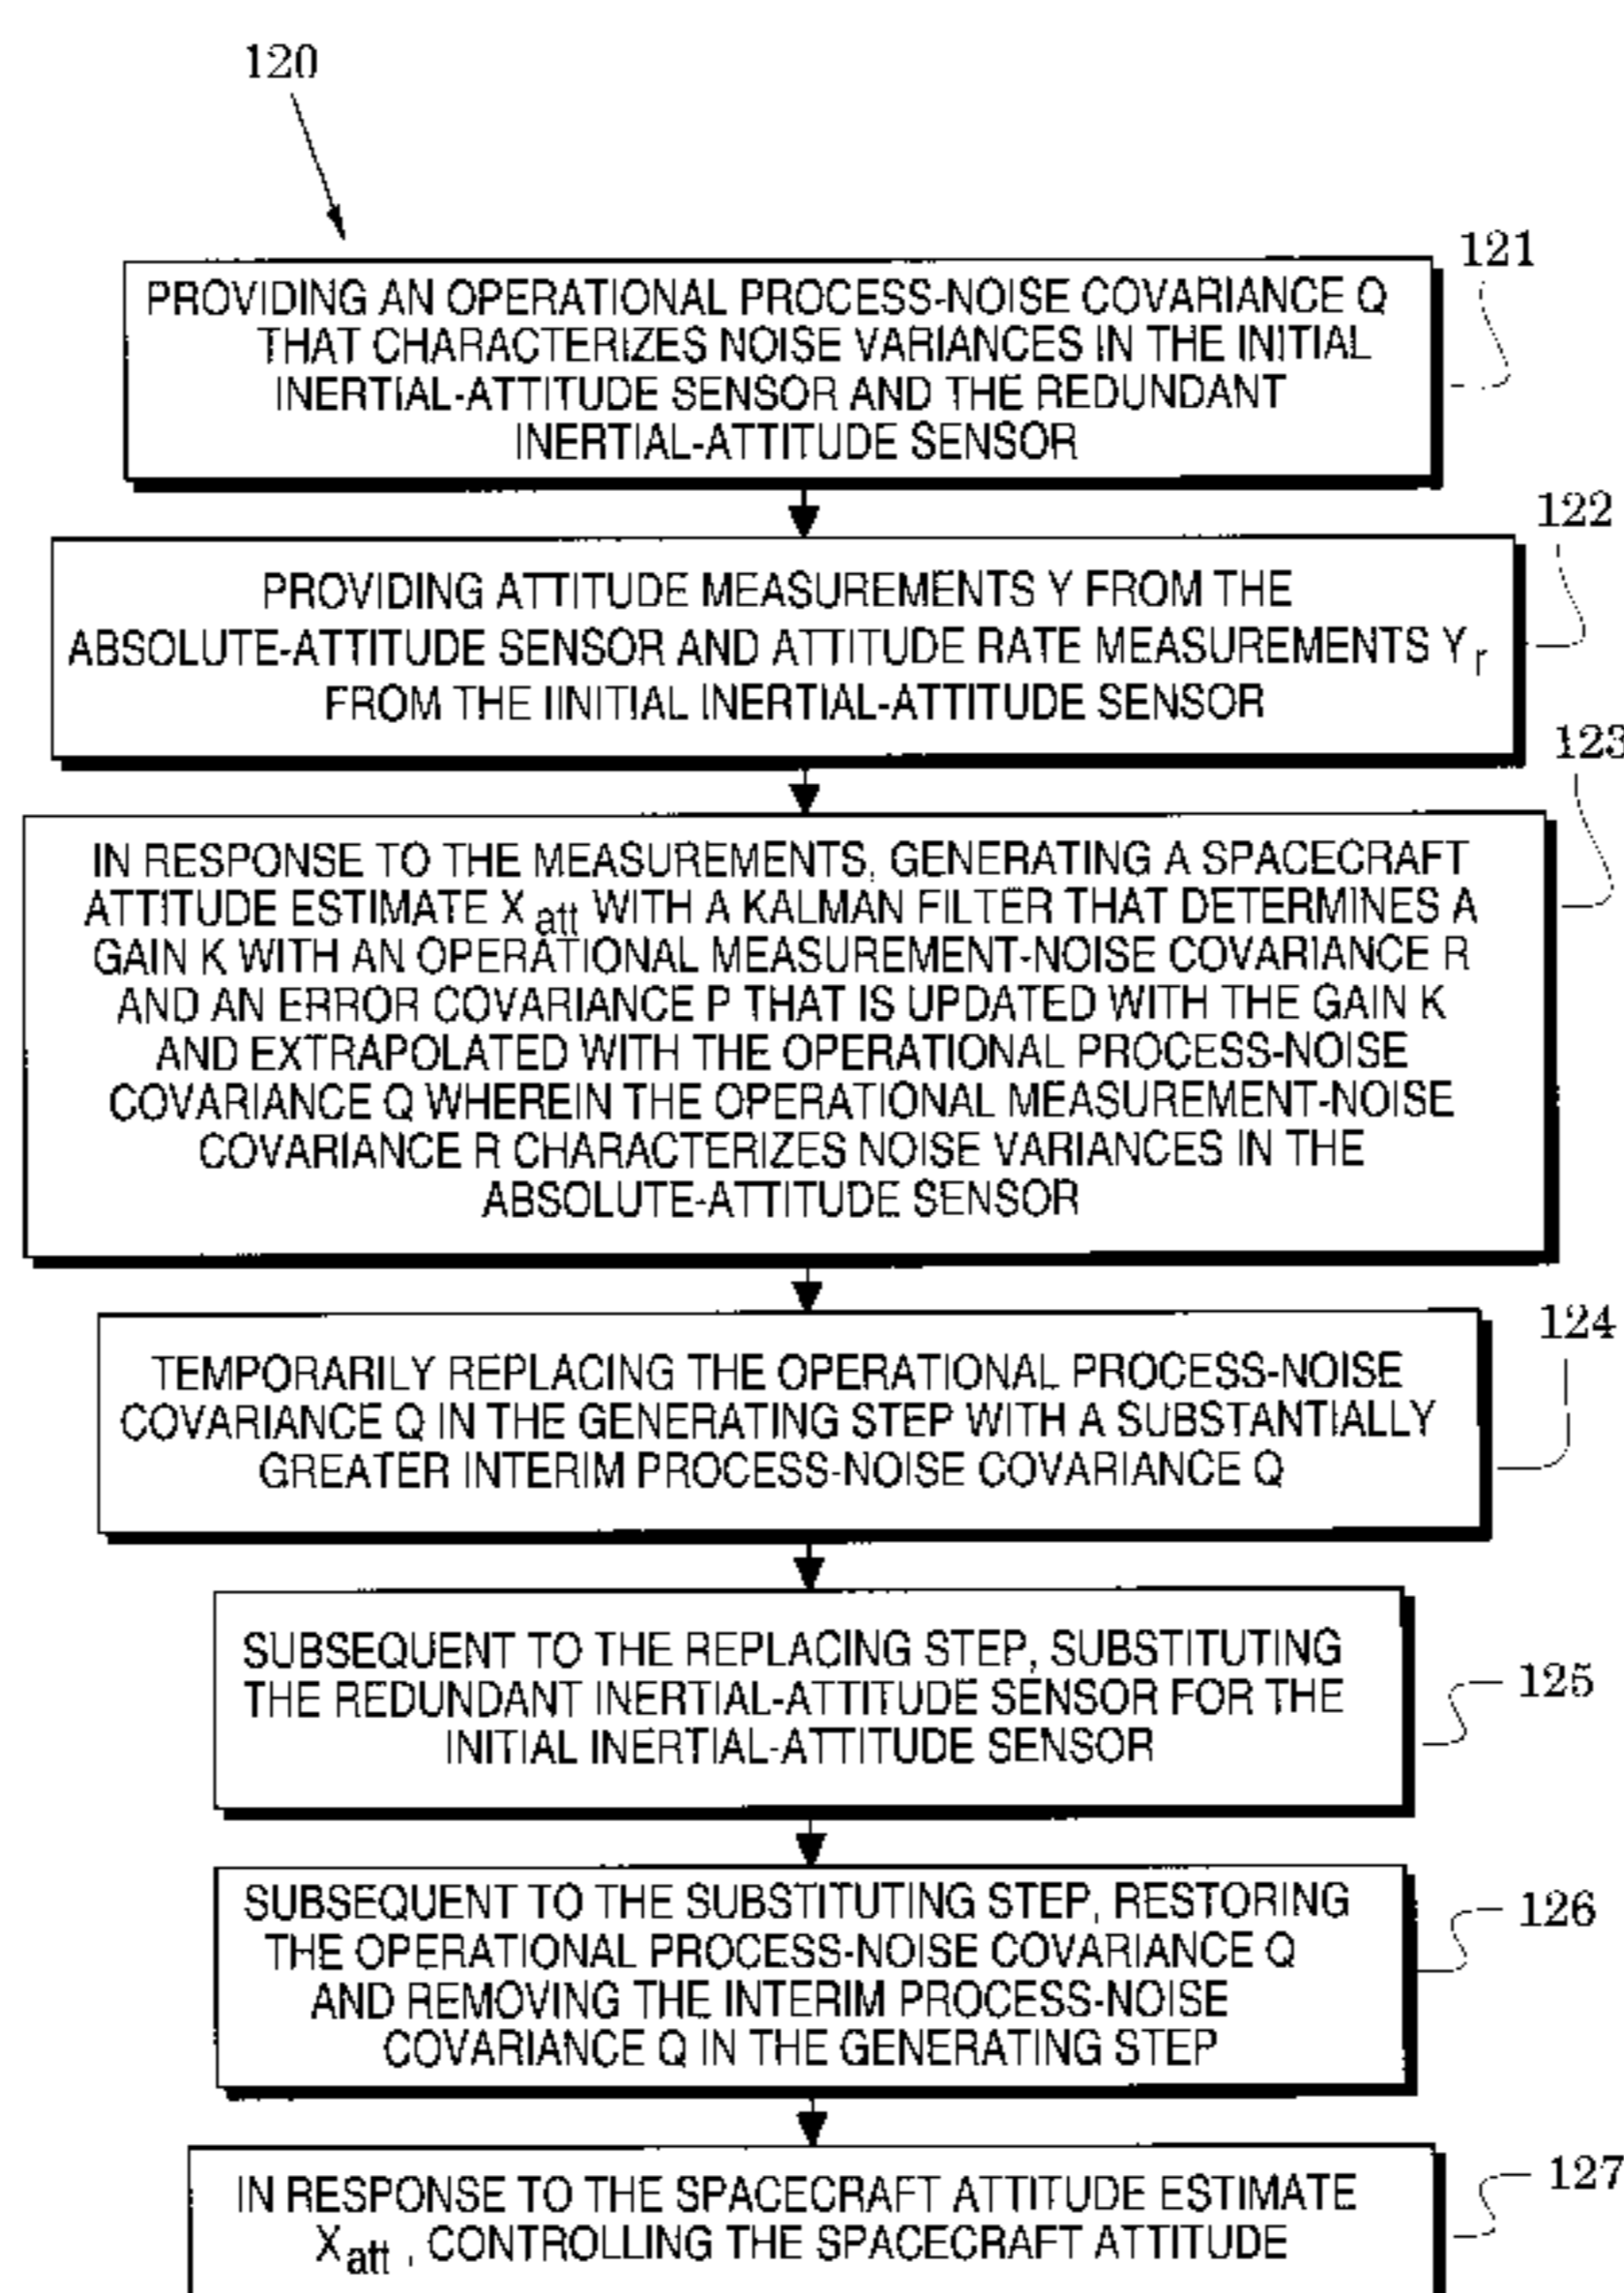 120
121
PROVIDING AN OPERATIONAL PROCESS-NOISE COVARIANCE Q
THAT CHARACTERIZES NOISE VARIANCES IN THE INITIAL
INERTIAL-ATTITUDE SENSOR AND THE REDUNDANT
INERTIAL-ATTITUDE SENSOR
122
PROVIDING ATTITUDE MEASUREMENTS Y FROM THE
ABSOLUTE-ATTITUDE SENSOR AND ATTITUDE RATE MEASUREMENTS Yr
FROM THE IINITIAL INERTIAL-ATTITUDE SENSOR
123
IN RESPONSE TO THE MEASUREMENTS, GENERATING A SPACECRAFT
ATTITUDE ESTIMATE Xatt WITH A KALMAN FILTER THAT DETERMINES A
GAIN K WITH AN OPERATIONAL MEASUREMENT-NOISE COVARIANCE R
AND AN ERROR COVARIANCE P THAT IS UPDATED WITH THE GAIN K
AND EXTRAPOLATED WITH THE OPERATIONAL PROCESS-NOISE
COVARIANCE Q WHEREIN THE OPERATIONAL MEASUREMENT-NOISE
COVARIANCE R CHARACTERIZES NOISE VARIANCES IN THE
ABSOLUTE-ATTITUDE SENSOR
124
TEMPORARILY REPLACING THE OPERATIONAL PROCESS-NOISE
COVARIANCE Q IN THE GENERATING STEP WITH A SUBSTANTIALLY
GREATER INTERIM PROCESS-NOISE COVARIANCE Q
SUBSEQUENT TO THE REPLACING STEP, SUBSTITUTING
THE REDUNDANT INERTIAL-ATTITUDE SENSOR FOR THE
INITIAL INERTIAL-ATTITUDE SENSOR
125
SUBSEQUENT TO THE SUBSTITUTING STEP, RESTORING
THE OPERATIONAL PROCESS-NOISE COVARIANCE Q
AND REMOVING THE INTERIM PROCESS-NOISE
COVARIANCE Q IN THE GENERATING STEP
126
IN RESPONSE TO THE SPACECRAFT ATTITUDE ESTIMATE
Xatt , CONTROLLING THE SPACECRAFT ATTITUDE
127